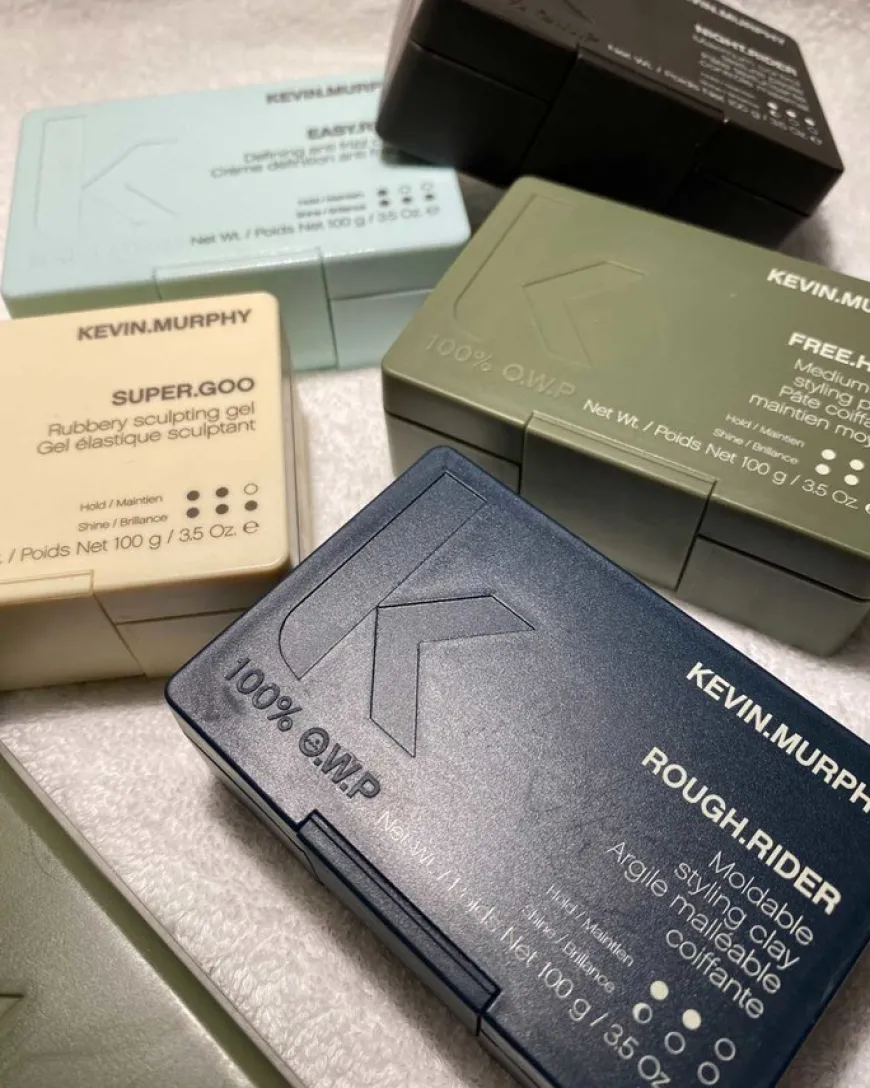 KEVIN.MURP
NIGHT.RIDER
Net Wt. / Poids Net 100 g / 3.5 Oz.
KEVIN.MURP
EASY.R
Defining anti frizz
Crème définition anti
Hold / Maintien
Shine / Brillance
Net Wt. / Poids Net 100 g / 3.5 Oz. ℮
KEVIN.MU
FREE.H
Medium
styling p
Pâte coiffa
maintien moy
Hold / Maintien
Shine / Brillance
100% O.W.P
Net Wt. / Poids Net 100 g / 3.5 Oz.
KEVIN.MURPHY
SUPER.GOO
Rubbery sculpting gel
Gel élastique sculptant
Hold / Maintien
Shine / Brillance
. / Poids Net 100 g / 3.5 Oz. ℮
K
100% O.W.P
KEVIN.MURPH
ROUGH.RIDER
Moldable
styling clay
Argile malléable
coiffante
Hold / Maintien
Shine / Brillance
Net Wt. / Poids Net 100 g / 3.5 Oz